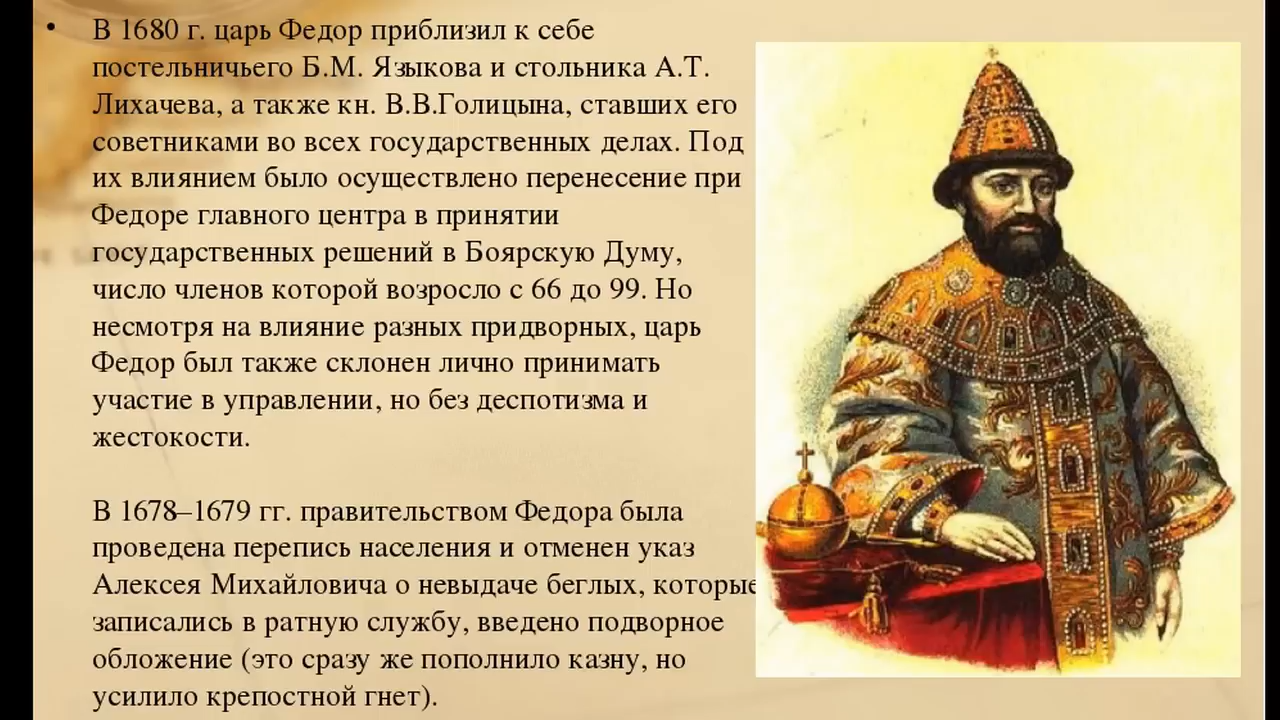 • В 1680 г. царь Федор приблизил к себе
постельничьего Б.М. Языкова и стольника А.Т.
Лихачева, а также кн. В.В.Голицына, ставших его
советниками во всех государственных делах. Под
их влиянием было осуществлено перенесение при
Федоре главного центра в принятии
государственных решений в Боярскую Думу,
число членов которой возросло с 66 до 99. Но
несмотря на влияние разных придворных, царь
Федор был также склонен лично принимать
участие в управлении, но без деспотизма и
жестокости.
В 1678–1679 гг. правительством Федора была
проведена перепись населения и отменен указ
Алексея Михайловича о невыдаче беглых, которые
записались в ратную службу, введено подворное
обложение (это сразу же пополнило казну, но
усилило крепостной гнет).